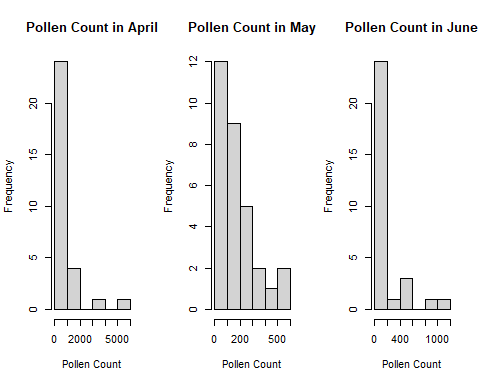 Pollen Count in April
Frequency
0 5 10 15 20
0 2000 5000
Pollen Count
Pollen Count in May
Frequency
0 2 4 6 8 10 12
0 200 500
Pollen Count
Pollen Count in June
Frequency
0 5 10 15 20
0 400 1000
Pollen Count